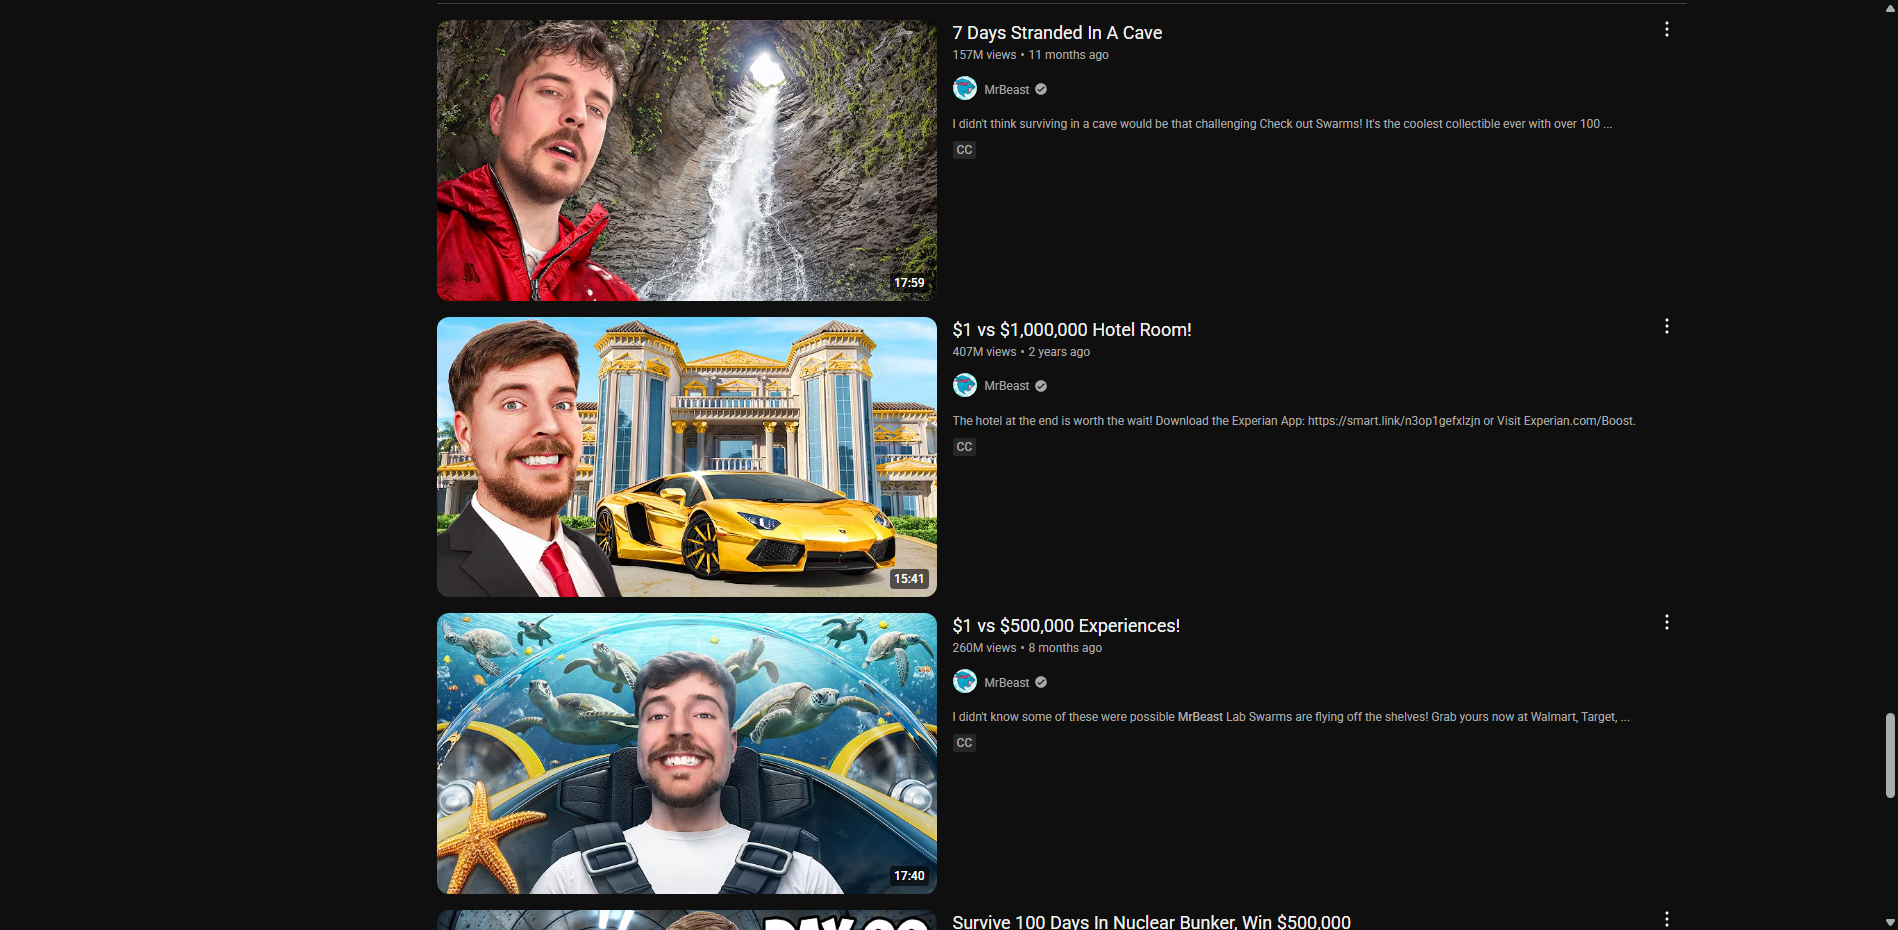 7 Days Stranded In A Cave
157M views • 11 months ago
MrBeast
I didn't think surviving in a cave would be that challenging Check out Swarms! It's the coolest collectible ever with over 100 ...
CC
17:59
$1 vs $1,000,000 Hotel Room!
407M views • 2 years ago
MrBeast
The hotel at the end is worth the wait! Download the Experian App: https://smart.link/n3op1gefxlzjn or Visit Experian.com/Boost.
CC
15:41
$1 vs $500,000 Experiences!
260M views • 8 months ago
MrBeast
I didn't know some of these were possible MrBeast Lab Swarms are flying off the shelves! Grab yours now at Walmart, Target, ...
CC
17:40
Survive 100 Days In Nuclear Bunker, Win $500,000